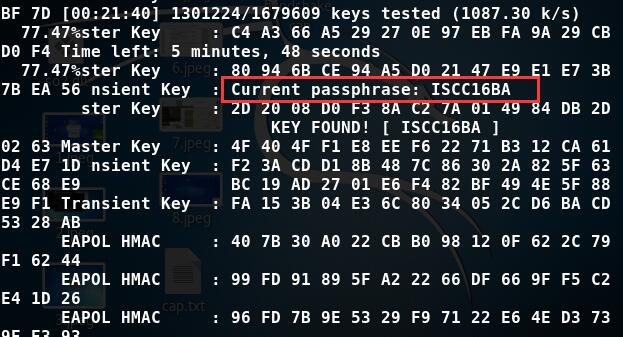 BF 7D [00:21:40] 1301224/1679609 keys tested (1087.30 k/s)
77.47%ster Key : C4 A3 66 A5 29 27 0E 97 EB FA 9A 29 CB
D0 F4 Time left: 5 minutes, 48 seconds
77.47%ster Key : 80 94 6B CE 94 A5 D0 21 47 E9 E1 E7 3B
7B EA 56 nsient Key : Current passphrase: ISCC16BA
ster Key : 2D 20 08 D0 F3 8A C2 7A 01 49 84 DB 2D
KEY FOUND! [ ISCC16BA ]
02 63 Master Key : 4F 40 4F F1 E8 EE F6 22 71 B3 12 CA 61
D4 E7 1D nsient Key : F2 3A CD D1 8B 48 7C 86 30 2A 82 5F 63
CE 68 E9 BC 19 AD 27 01 E6 F4 82 BF 49 4E 5F 88
E9 F1 Transient Key : FA 15 3B 04 E3 6C 80 34 05 2C D6 BA CD
53 28 AB
EAPOL HMAC : 40 7B 30 A0 22 CB B0 98 12 0F 62 2C 79
F1 62 44
EAPOL HMAC : 99 FD 91 89 5F A2 22 66 DF 66 9F F5 C2
E4 1D 26
EAPOL HMAC : 96 FD 7B 9E 53 29 F9 71 22 E6 4E D3 73
9F F3 93
6.jpeg
7.jpeg
8.jpeg
cap.txt